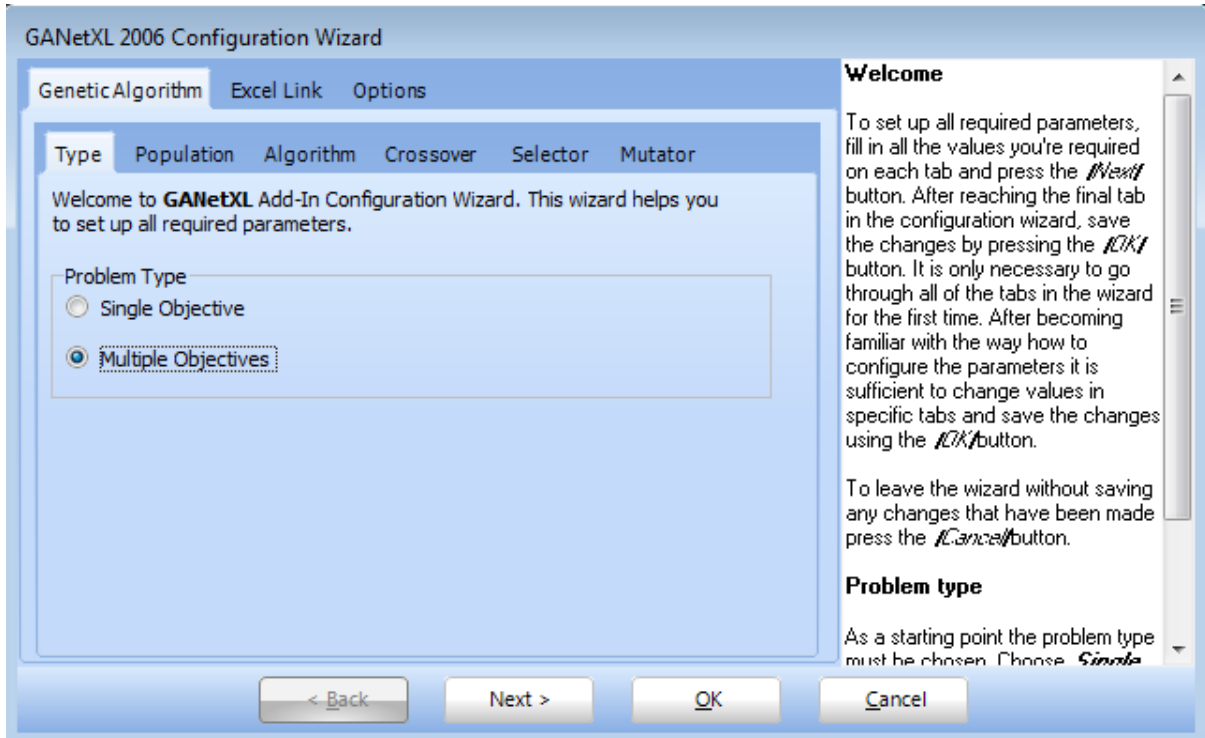 GANetXL 2006 Configuration Wizard
Genetic Algorithm Excel Link Options
Type Population Algorithm Crossover Selector Mutator
Welcome to GANetXL Add-In Configuration Wizard. This wizard helps you
to set up all required parameters.
Problem Type
Single Objective
Multiple Objectives
Welcome
To set up all required parameters,
fill in all the values you're required
on each tab and press the [Next]
button. After reaching the final tab
in the configuration wizard, save
the changes by pressing the [OK]
button. It is only necessary to go
through all of the tabs in the wizard
for the first time. After becoming
familiar with the way how to
configure the parameters it is
sufficient to change values in
specific tabs and save the changes
using the [OK] button.
To leave the wizard without saving
any changes that have been made
press the [Cancel] button.
Problem type
As a starting point the problem type
must be chosen. Choose Single
< Back Next > OK Cancel